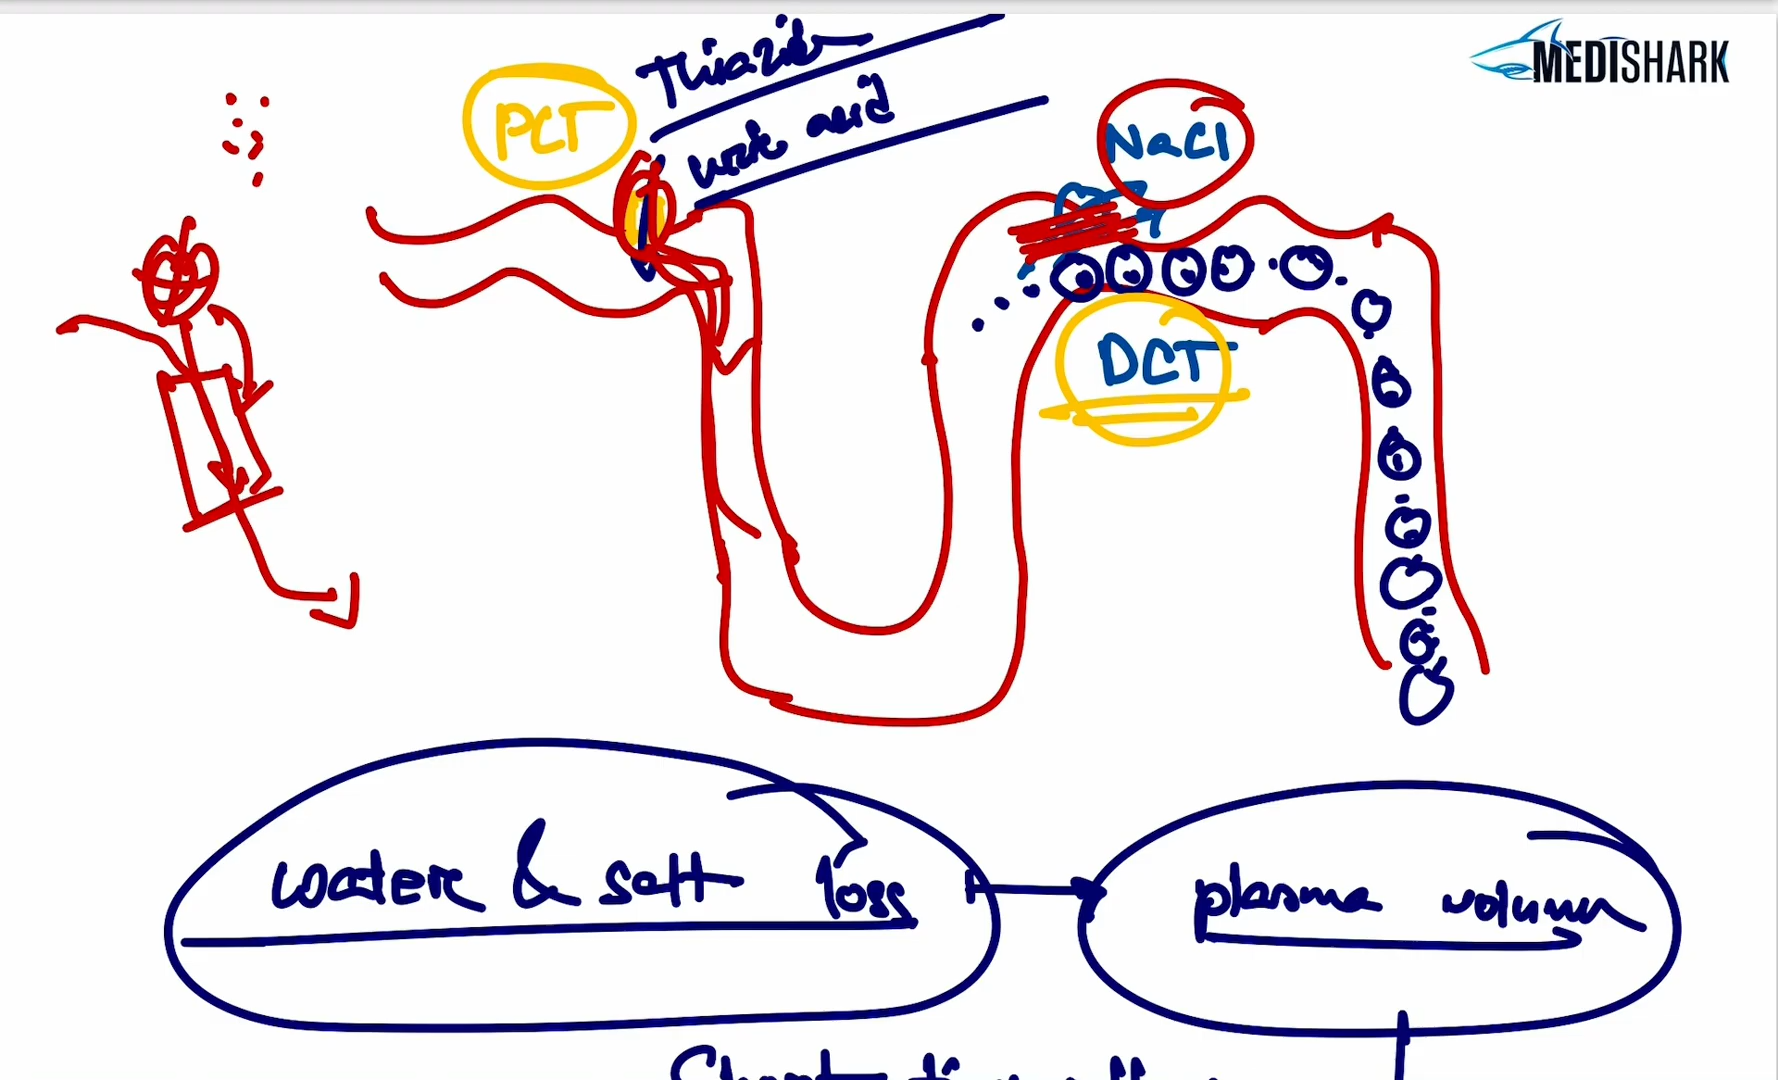 MEDISHARK
Thiazide
PCT
uric acid
NaCl
DCT
water & salt loss
plasma volume